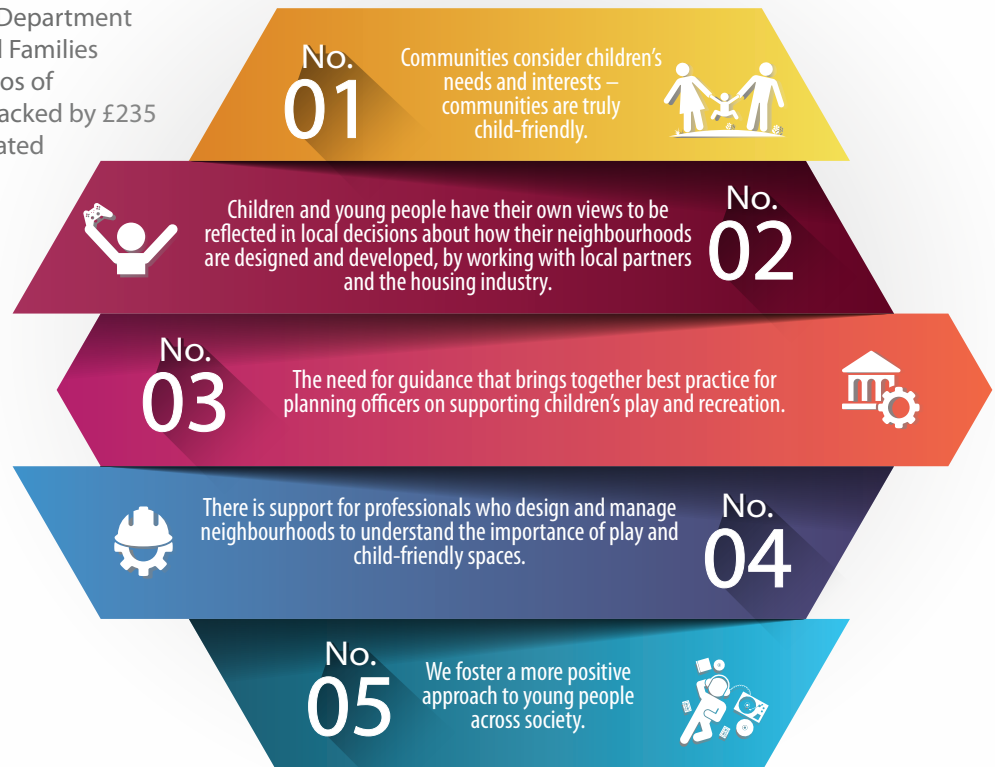 Department
Families
os of
acked by £235
ated
No.
01
Communities consider children's
needs and interests –
communities are truly
child-friendly.
Children and young people have their own views to be
reflected in local decisions about how their neighbourhoods
are designed and developed, by working with local partners
and the housing industry.
No.
02
No.
03
The need for guidance that brings together best practice for
planning officers on supporting children's play and recreation.
There is support for professionals who design and manage
neighbourhoods to understand the importance of play and
child-friendly spaces.
No.
04
No.
05
We foster a more positive
approach to young people
across society.